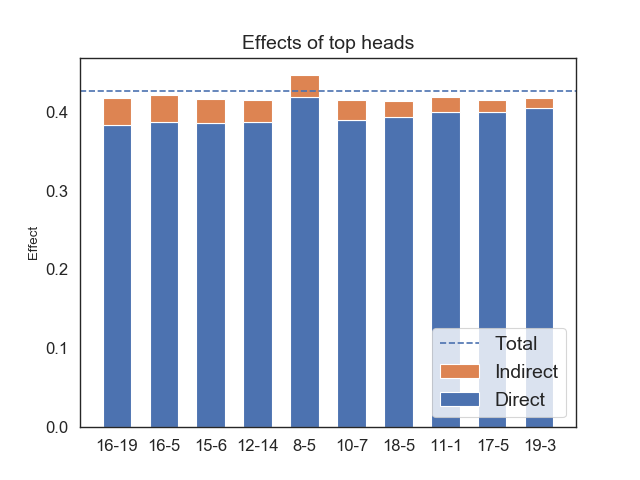 Effects of top heads
Effect
0.4
0.3
0.2
0.1
0.0
Total
Indirect
Direct
16-19 16-5 15-6 12-14 8-5 10-7 18-5 11-1 17-5 19-3